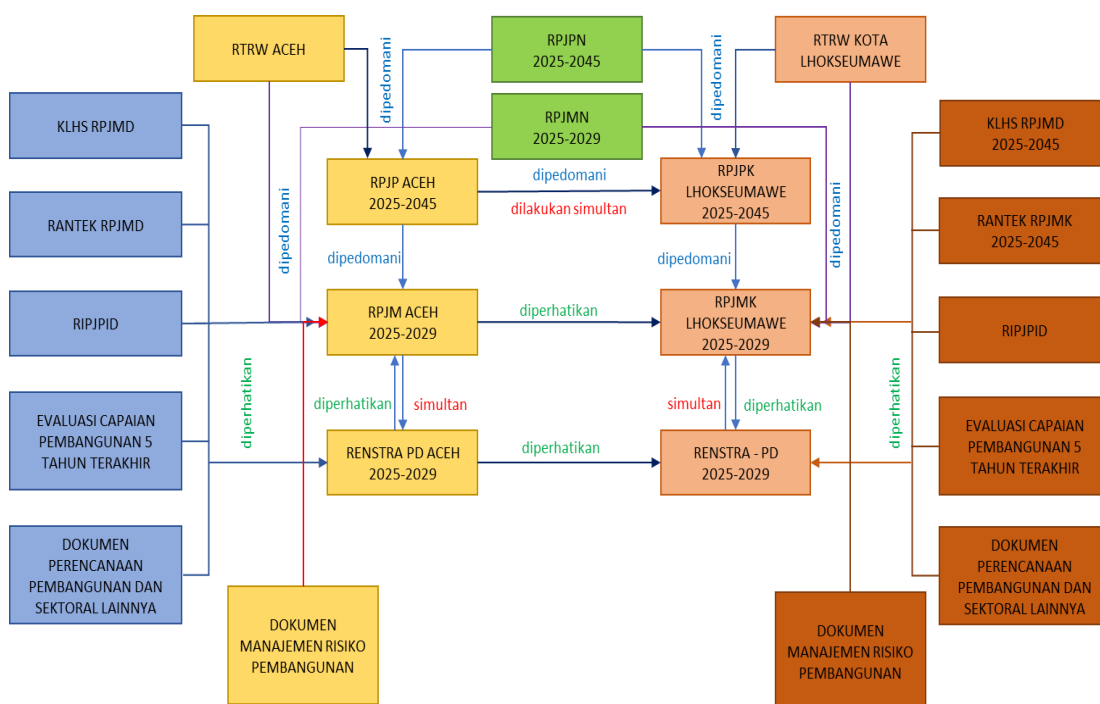 RTRW ACEH
RPJPN
2025-2045
RTRW KOTA
LHOKSEUMAWE
dipedomani
dipedomani
dipedomani
RPJMN
2025-2029
KLHS RPJMD
KLHS RPJMD
2025-2045
RPJP ACEH
2025-2045
dipedomani
dilakukan simultan
RPJPK
LHOKSEUMAWE
2025-2045
RANTEK RPJMD
RANTEK RPJMK
2025-2045
dipedomani
dipedomani
dipedomani
dipedomani
RIPJPID
RPJM ACEH
2025-2029
diperhatikan
RPJMK
LHOKSEUMAWE
2025-2029
RIPJPID
diperhatikan
diperhatikan
simultan
simultan
diperhatikan
diperhatikan
EVALUASI CAPAIAN
PEMBANGUNAN 5
TAHUN TERAKHIR
RENSTRA PD ACEH
2025-2029
diperhatikan
RENSTRA - PD
2025-2029
EVALUASI CAPAIAN
PEMBANGUNAN 5
TAHUN TERAKHIR
DOKUMEN
PERENCANAAN
PEMBANGUNAN DAN
SEKTORAL LAINNYA
DOKUMEN
PERENCANAAN
PEMBANGUNAN DAN
SEKTORAL LAINNYA
DOKUMEN
MANAJEMEN RISIKO
PEMBANGUNAN
DOKUMEN
MANAJEMEN RISIKO
PEMBANGUNAN